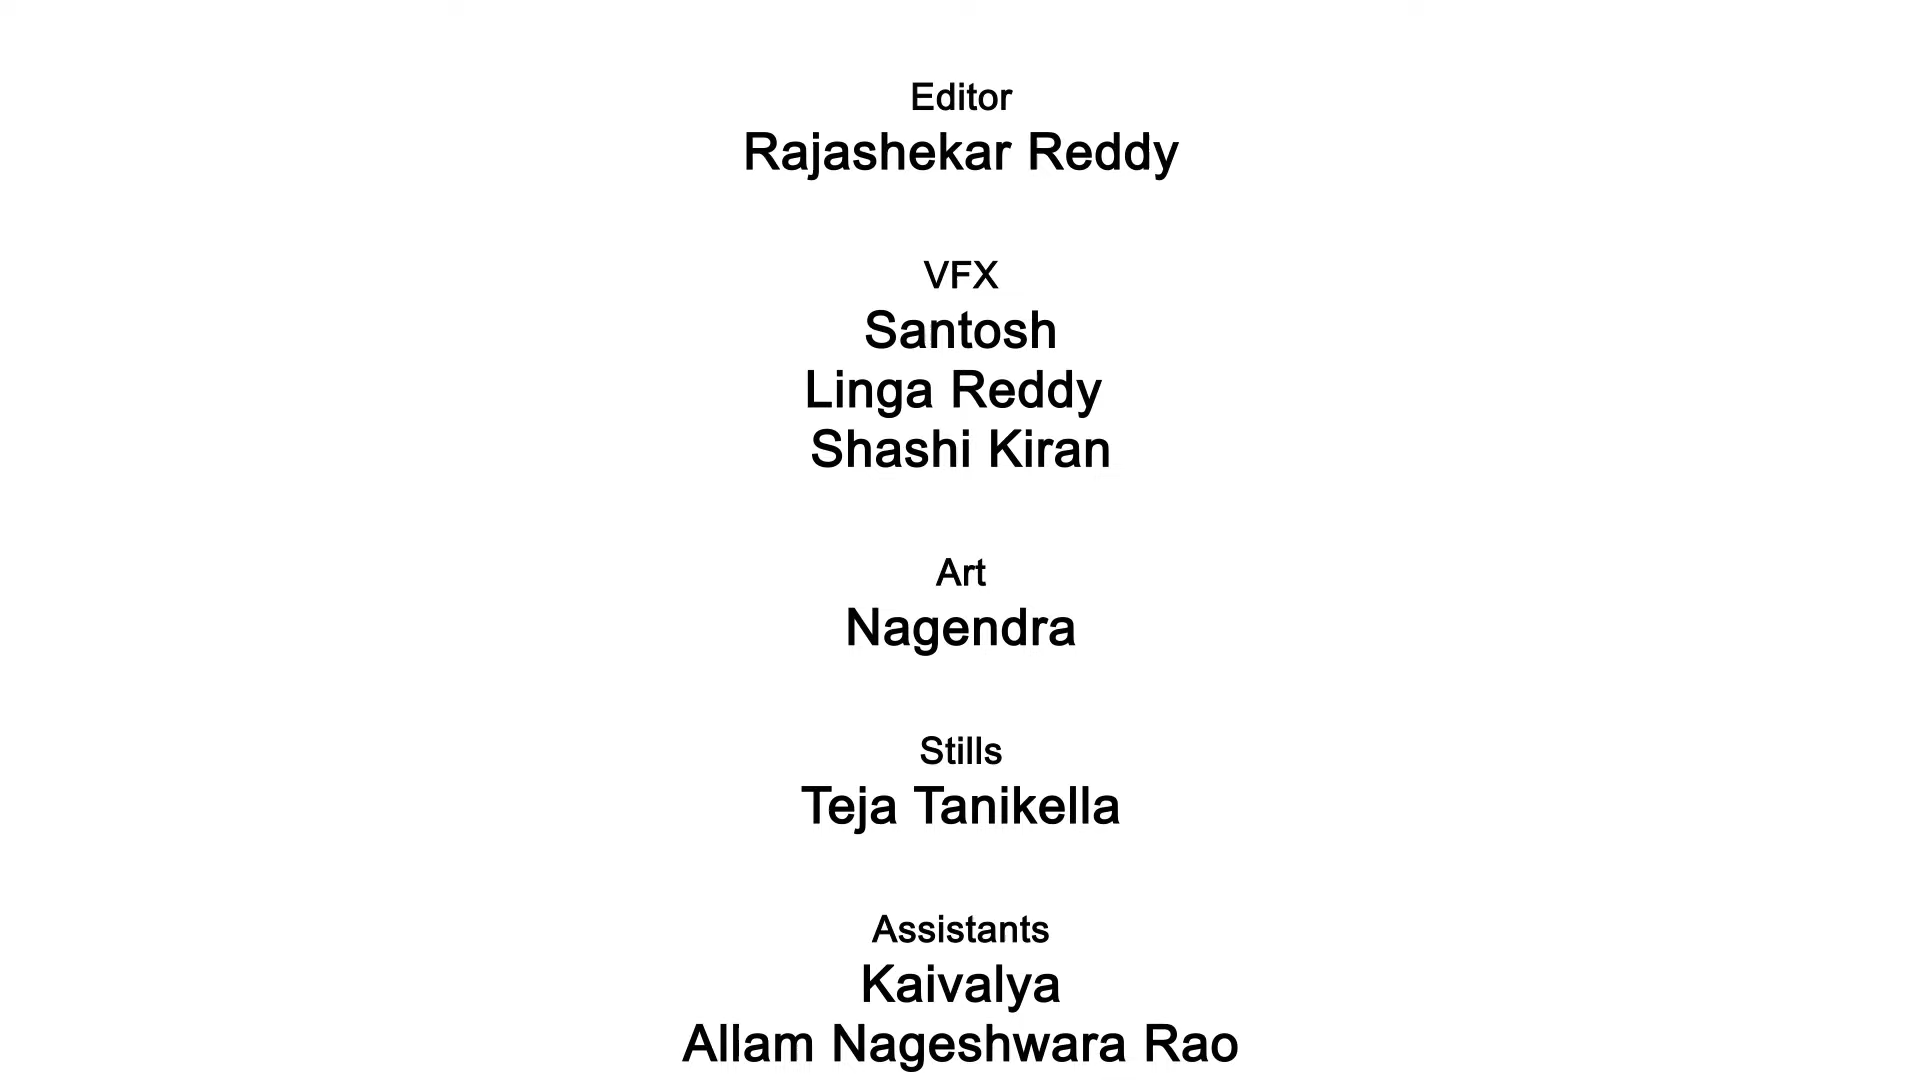 Editor
Rajashekar Reddy
VFX
Santosh
Linga Reddy
Shashi Kiran
Art
Nagendra
Stills
Teja Tanikella
Assistants
Kaivalya
Allam Nageshwara Rao